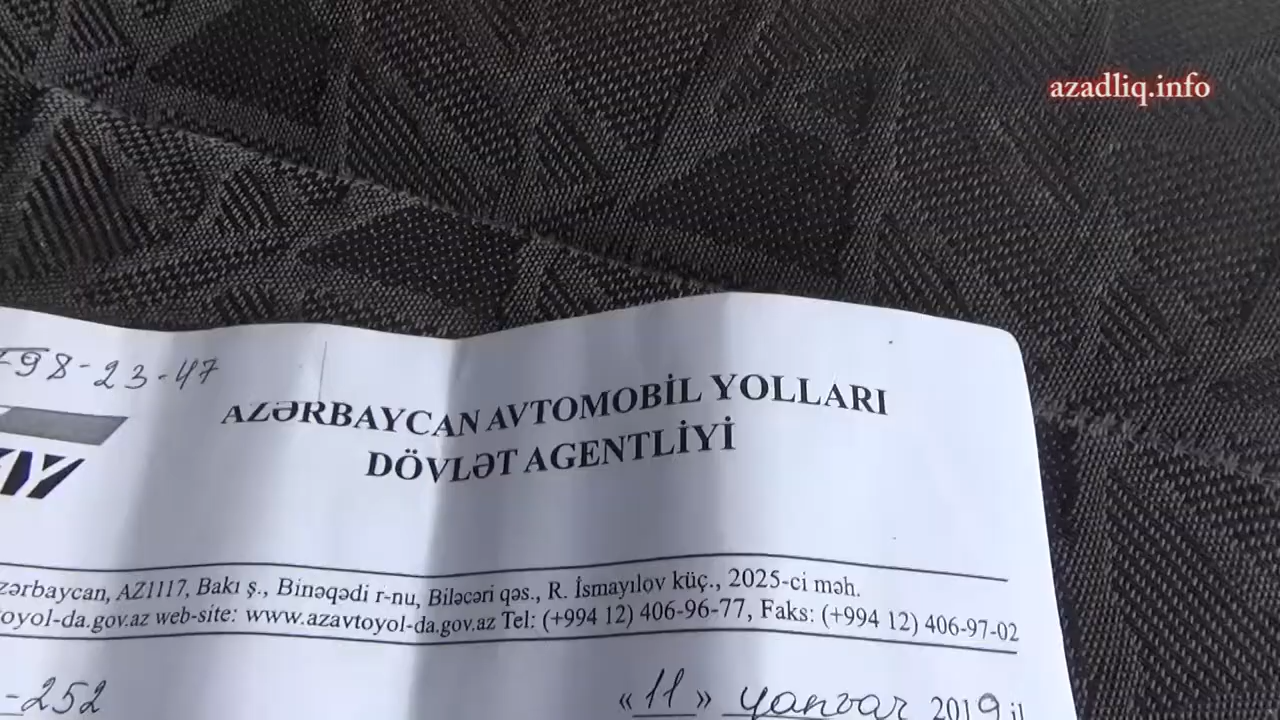 azadliq.info
98-23-47
AZƏRBAYCAN AVTOMOBİL YOLLARI
DÖVLƏT AGENTLİYİ
zərbaycan, AZ1117, Bakı ş., Binəqədi r-nu, Biləcəri qəs., R. İsmayılov küç., 2025-ci məh.
oyol-da.gov.az web-site: www.azavtoyol-da.gov.az Tel: (+994 12) 406-96-77, Faks: (+994 12) 406-97-02
-252 «11» yanvar 2019 il